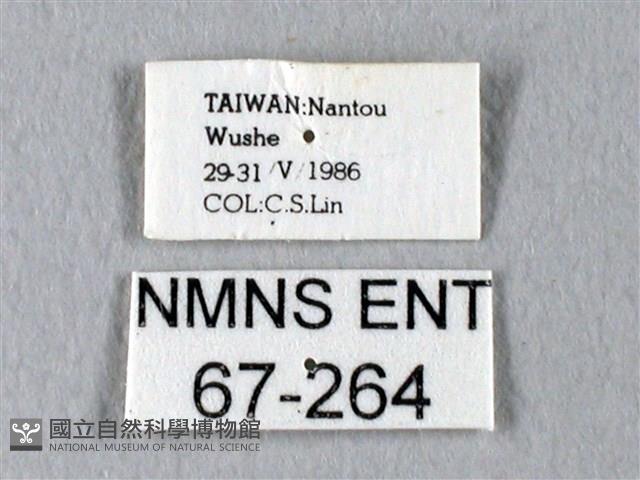 TAIWAN:Nantou
Wushe
29-31/V/1986
COL:C.S.Lin
NMNS ENT
67-264
國立自然科學博物館
NATIONAL MUSEUM OF NATURAL SCIENCE